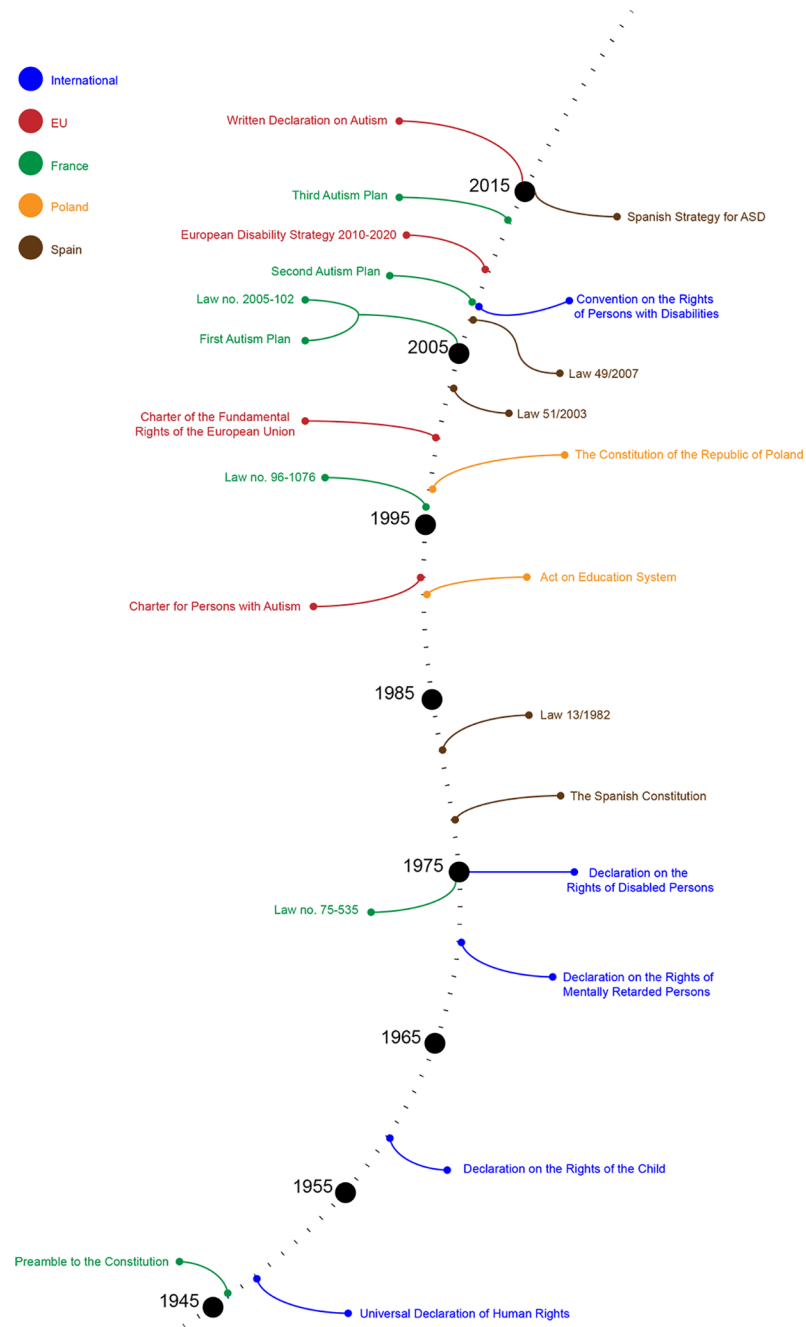 International
EU
France
Poland
Spain
Written Declaration on Autism
2015
Third Autism Plan
Spanish Strategy for ASD
European Disability Strategy 2010-2020
Second Autism Plan
Law no. 2005-102
Convention on the Rights
of Persons with Disabilities
First Autism Plan
2005
Law 49/2007
Law 51/2003
Charter of the Fundamental
Rights of the European Union
The Constitution of the Republic of Poland
Law no. 96-1076
1995
Act on Education System
Charter for Persons with Autism
1985
Law 13/1982
The Spanish Constitution
1975
Declaration on the
Rights of Disabled Persons
Law no. 75-535
Declaration on the Rights of
Mentally Retarded Persons
1965
Declaration on the Rights of the Child
1955
Preamble to the Constitution
1945
Universal Declaration of Human Rights